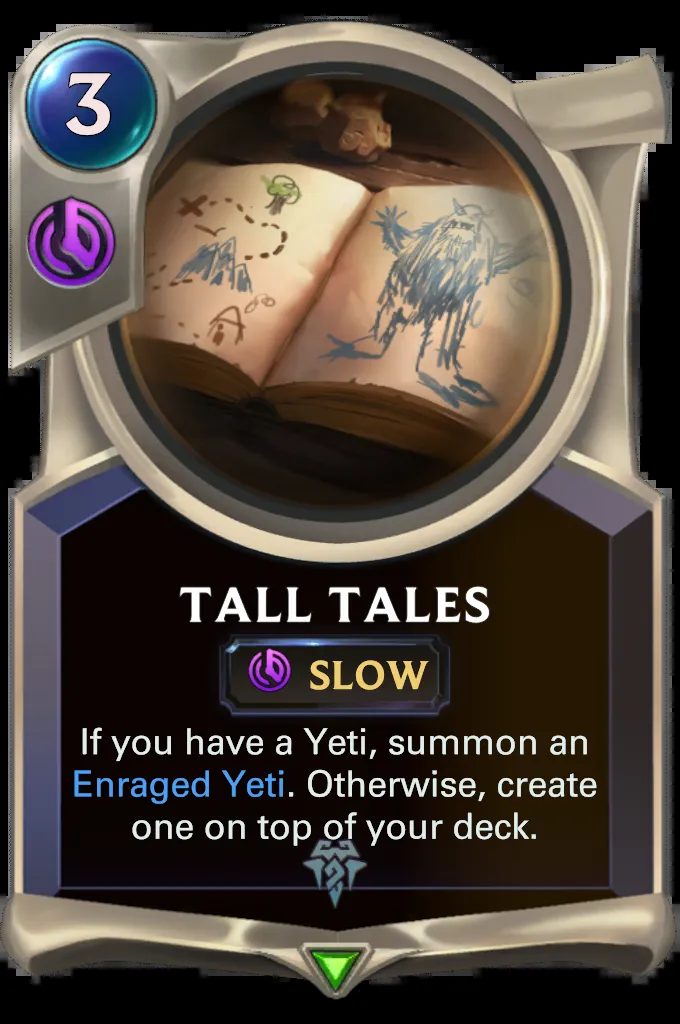 3
TALL TALES
SLOW
If you have a Yeti, summon an
Enraged Yeti. Otherwise, create
one on top of your deck.